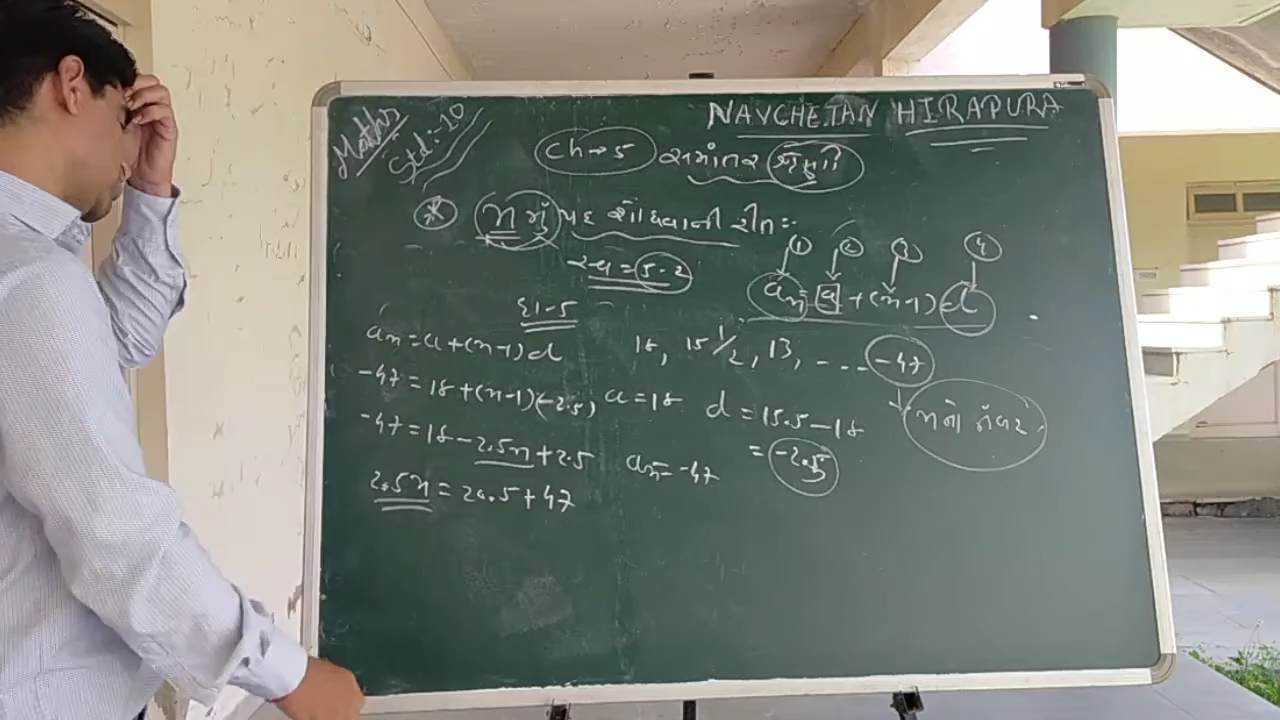 NAVCHETAN HIRAPURA
Maths
Std:-10
Ch→5 સમાંતર શ્રેણી
* n મું પદ શોધવાની રીત:-
સ્વા = 5.2
① ② ③ ④
an = a + (n-1) d
દા-5
18, 15 1/2, 13, --- -47
an = a + (n-1) d
-47 = 18 + (n-1)(-2.5)
a = 18 d = 15.5 - 18
-47 = 18 - 2.5n + 2.5
an = -47
= -2.5
2.5n = 20.5 + 47